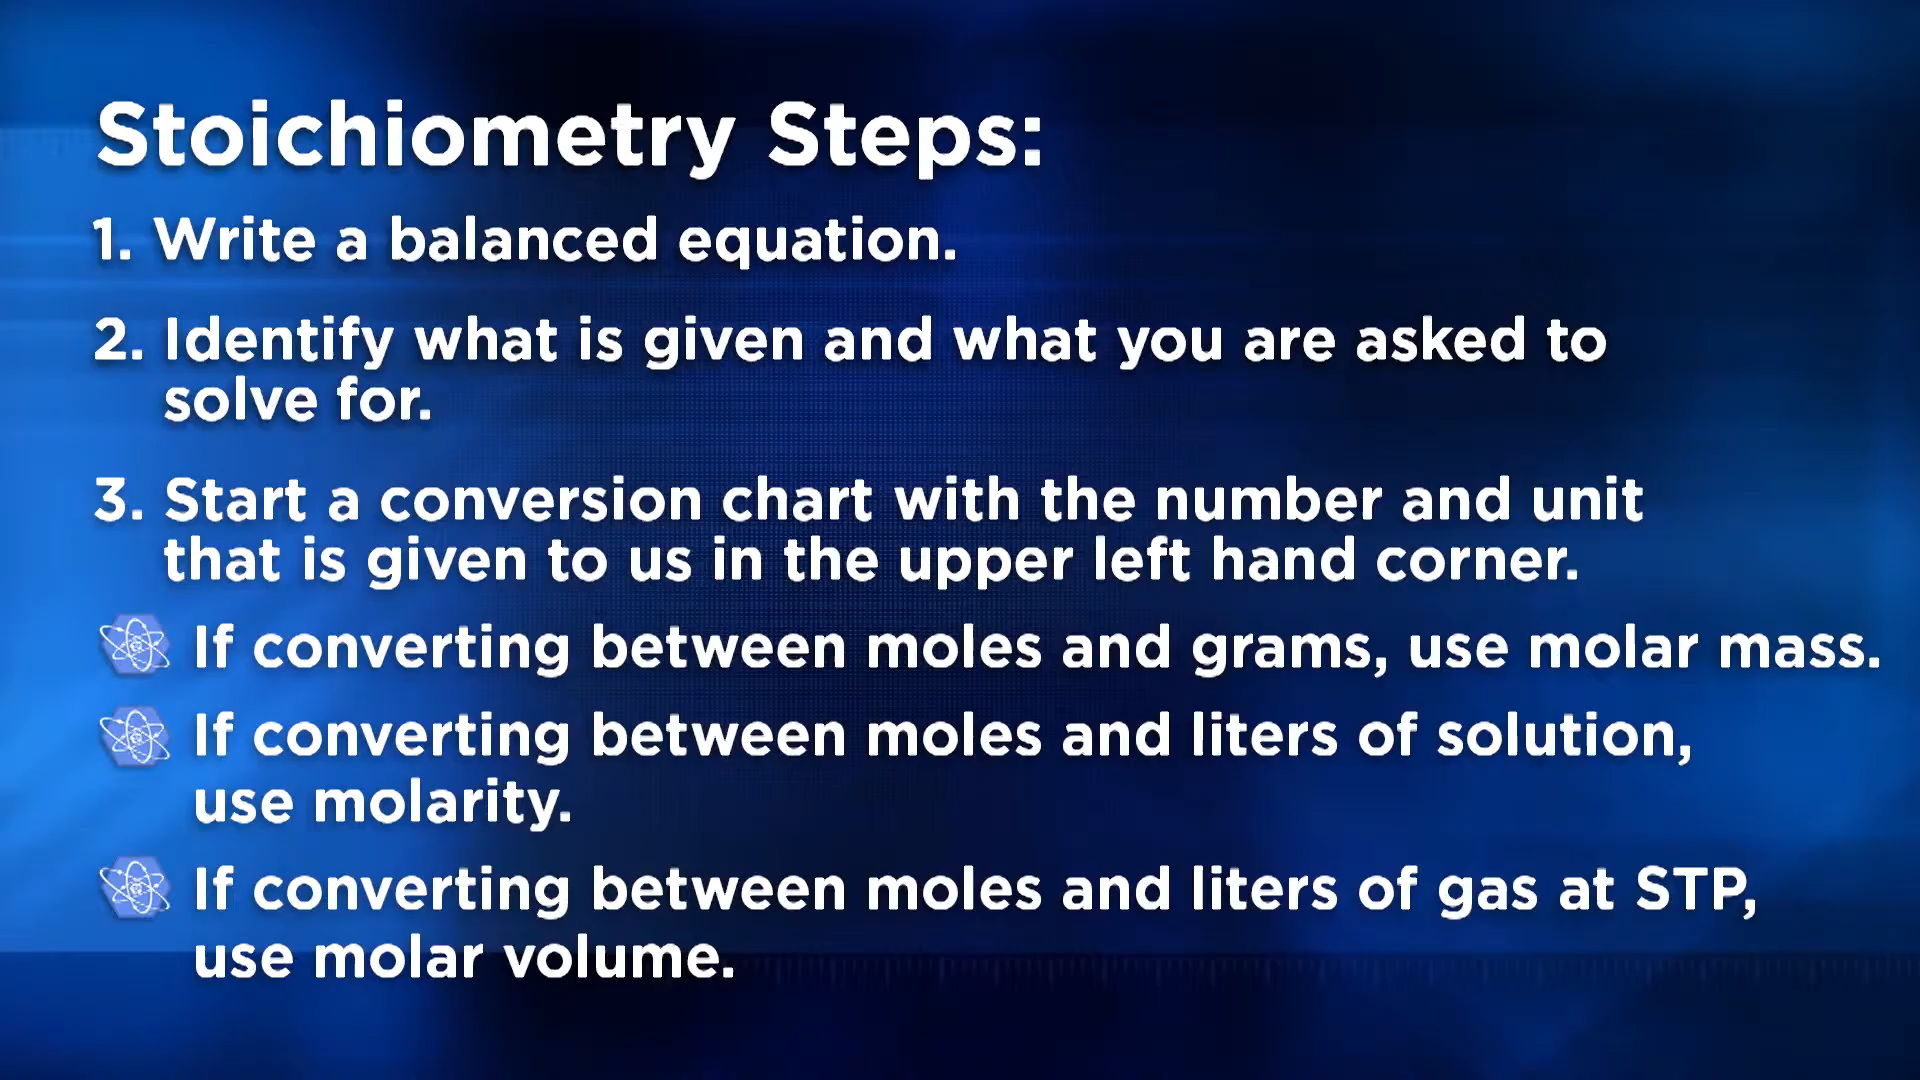 Stoichiometry Steps:
1. Write a balanced equation.
2. Identify what is given and what you are asked to
solve for.
3. Start a conversion chart with the number and unit
that is given to us in the upper left hand corner.
If converting between moles and grams, use molar mass.
If converting between moles and liters of solution,
use molarity.
If converting between moles and liters of gas at STP,
use molar volume.